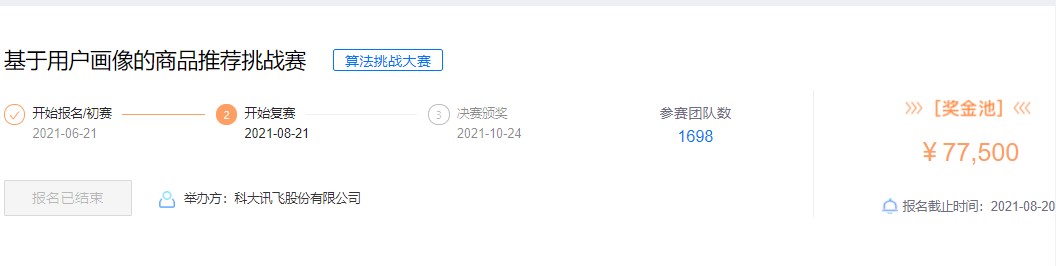 基于用户画像的商品推荐挑战赛 算法挑战大赛
开始报名/初赛 2 开始复赛 3 决赛颁奖 参赛团队数 [奖金池]
2021-06-21 2021-08-21 2021-10-24 1698
¥77,500
报名已结束 举办方：科大讯飞股份有限公司 报名截止时间：2021-08-20